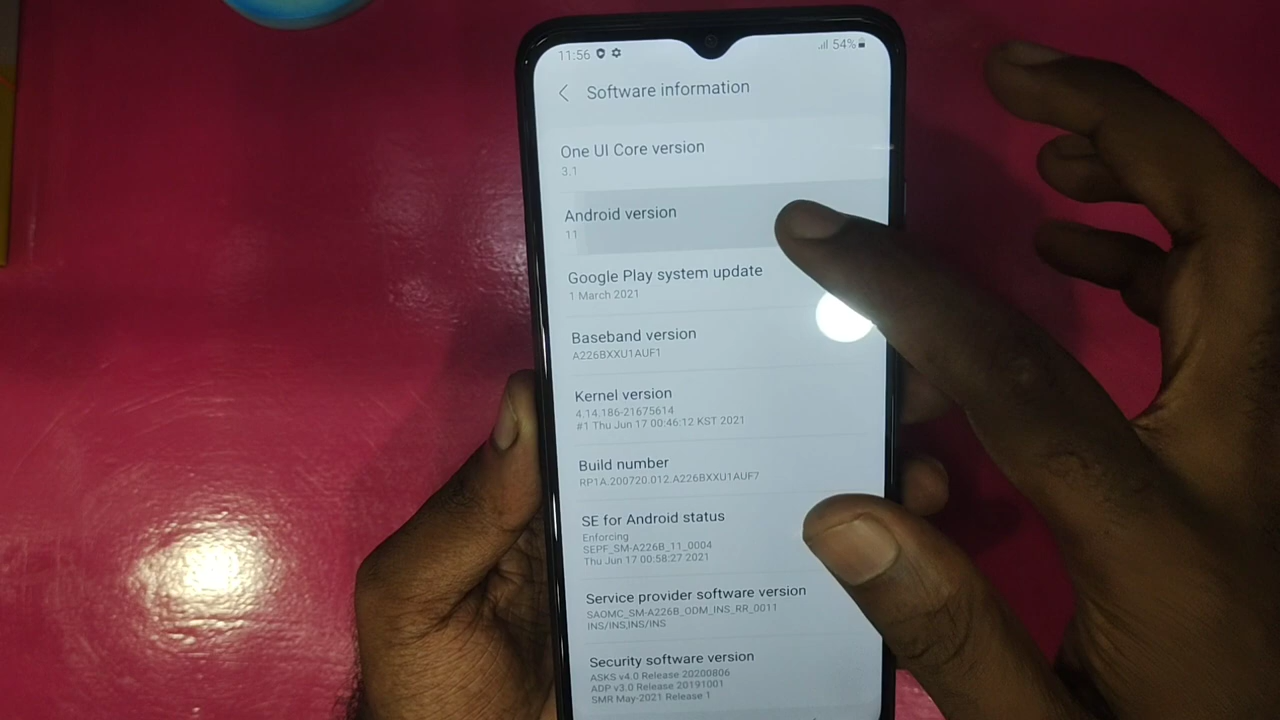 11:56
54%
Software information
One UI Core version
3.1
Android version
11
Google Play system update
1 March 2021
Baseband version
A226BXXU1AUF1
Kernel version
4.14.186-21675614
#1 Thu Jun 17 00:46:12 KST 2021
Build number
RP1A.200720.012.A226BXXU1AUF7
SE for Android status
Enforcing
SEPF_SM-A226B_11_0004
Thu Jun 17 00:58:27 2021
Service provider software version
SAOMC_SM-A226B_ODM_INS_RR_0011
INS/INS,INS/INS
Security software version
ASKS v4.0 Release 20200806
ADP v3.0 Release 20191001
SMR May-2021 Release 1